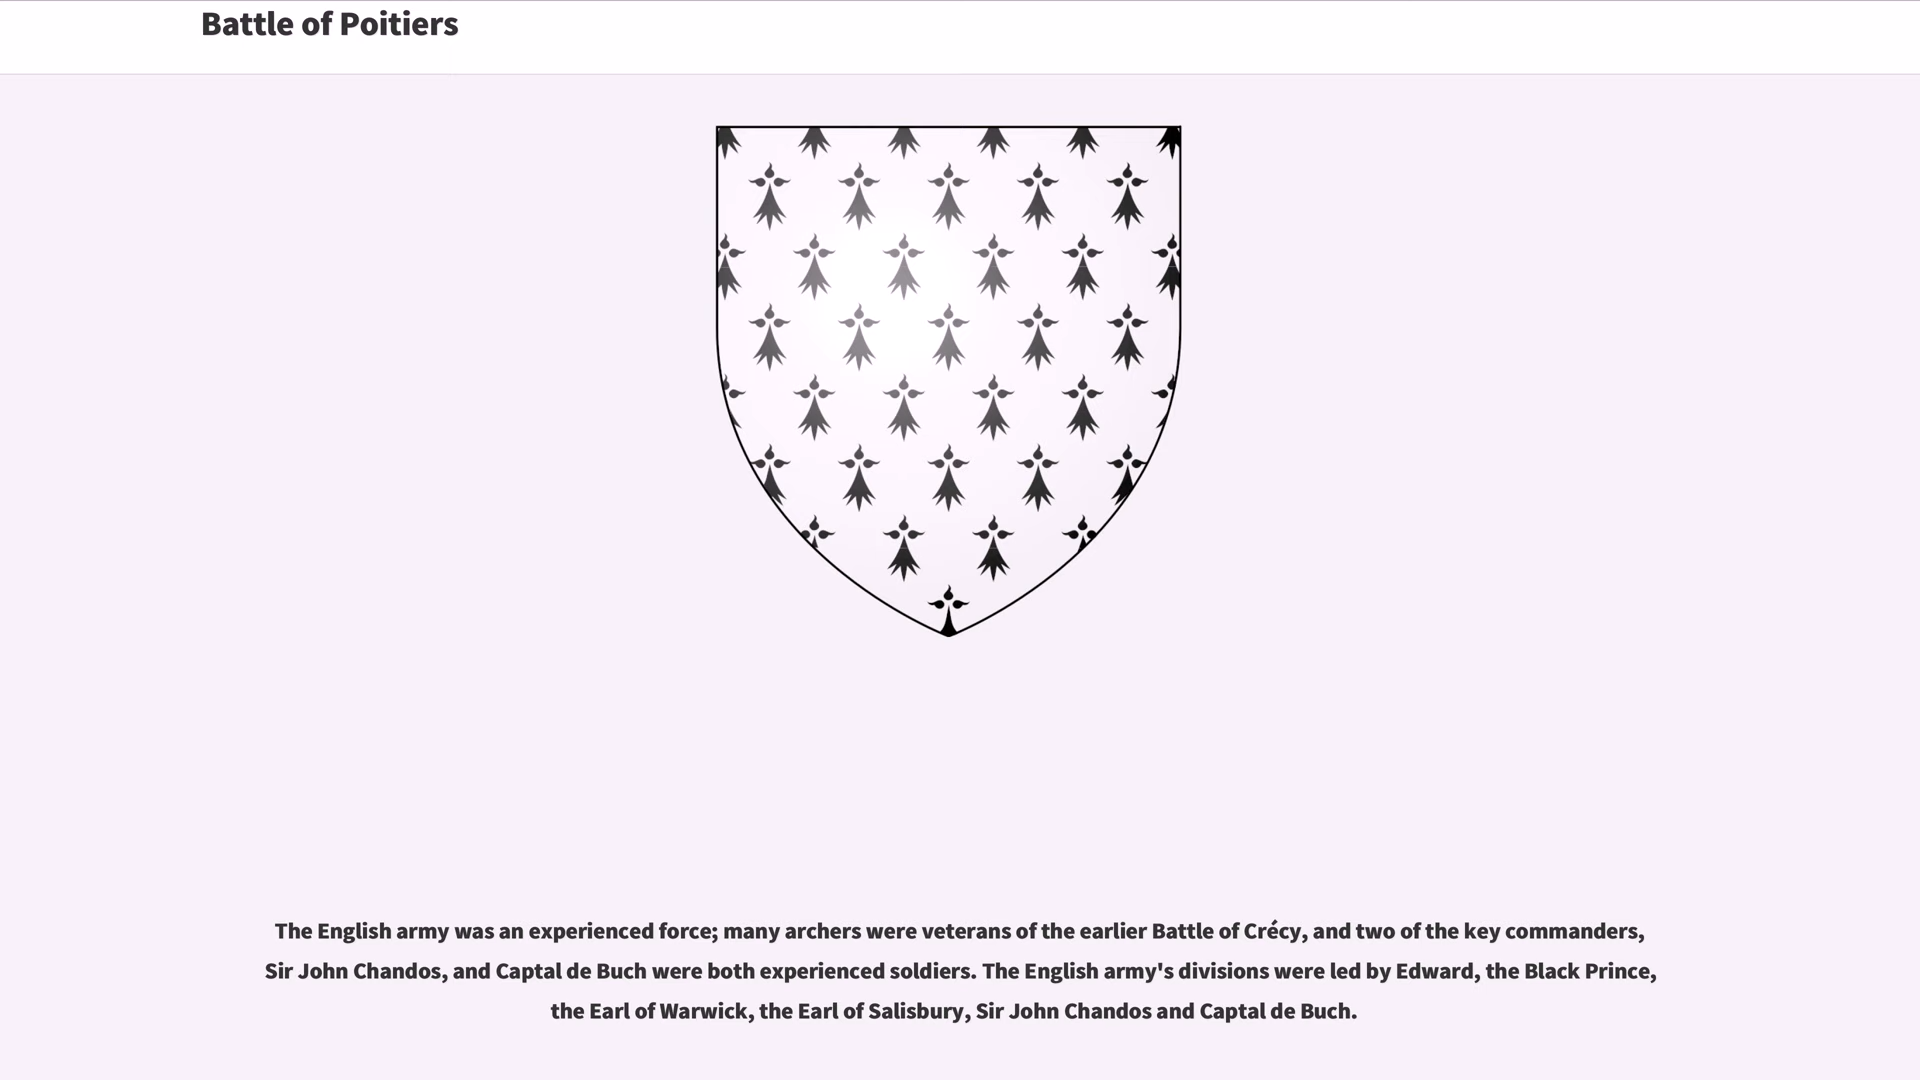 Battle of Poitiers
The English army was an experienced force; many archers were veterans of the earlier Battle of Crécy, and two of the key commanders,
Sir John Chandos, and Captal de Buch were both experienced soldiers. The English army's divisions were led by Edward, the Black Prince,
the Earl of Warwick, the Earl of Salisbury, Sir John Chandos and Captal de Buch.